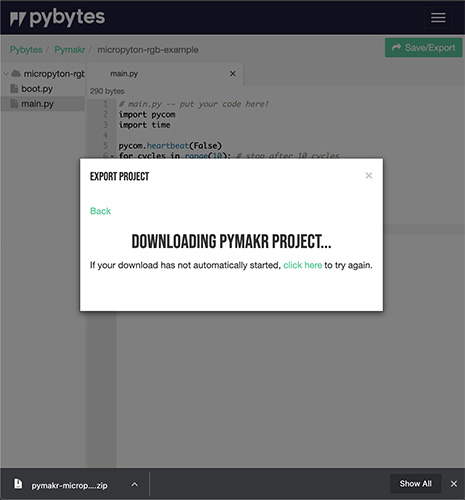 pybytes
Pybytes / Pymakr / micropyton-rgb-example
Save/Export
micropyton-rgb
main.py
boot.py
290 bytes
main.py
1 # main.py -- put your code here!
2 import pycom
3 import time
4
5 pycom.heartbeat(False)
6 for cycles in range(10): # stop after 10 cycles
EXPORT PROJECT
×
Back
DOWNLOADING PYMAKR PROJECT...
If your download has not automatically started, click here to try again.
pymakr-microp....zip
Show All